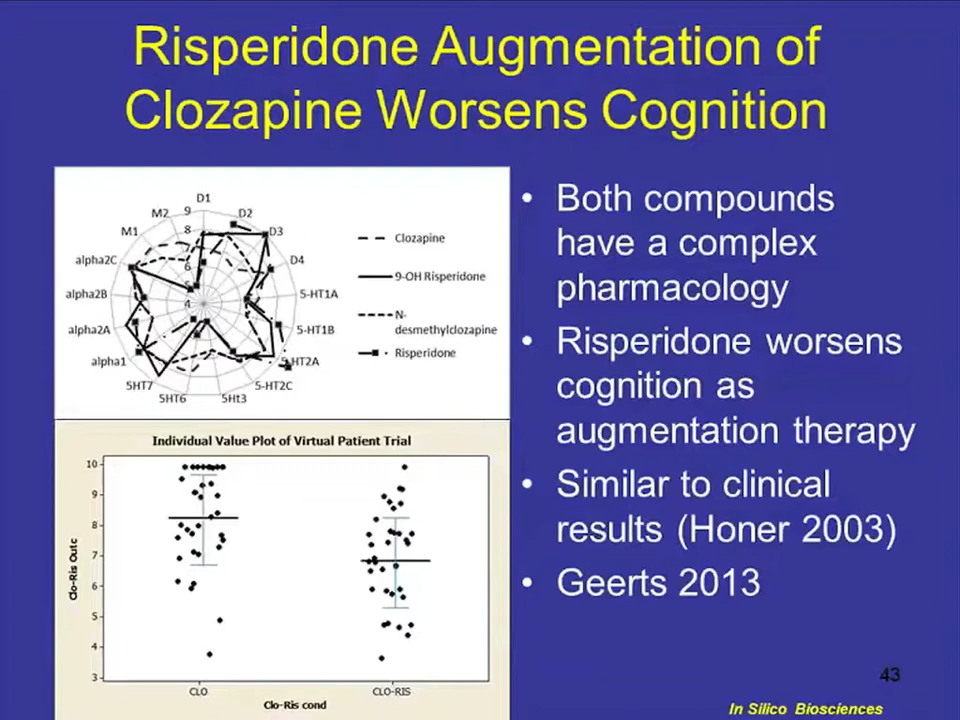 Risperidone Augmentation of
Clozapine Worsens Cognition
D1
D2
D3
D4
5-HT1A
5-HT1B
5-HT2A
5-HT2C
5Ht3
5HT6
5HT7
alpha1
alpha2A
alpha2B
alpha2C
M1
M2
9
8
7
6
5
4
Clozapine
9-OH Risperidone
N-
desmethylclozapine
Risperidone
Individual Value Plot of Virtual Patient Trial
10
9
8
7
6
5
4
3
Clo-Ris Outc
CLO
CLO-RIS
Clo-Ris cond
• Both compounds
have a complex
pharmacology
• Risperidone worsens
cognition as
augmentation therapy
• Similar to clinical
results (Honer 2003)
• Geerts 2013
43
In Silico Biosciences